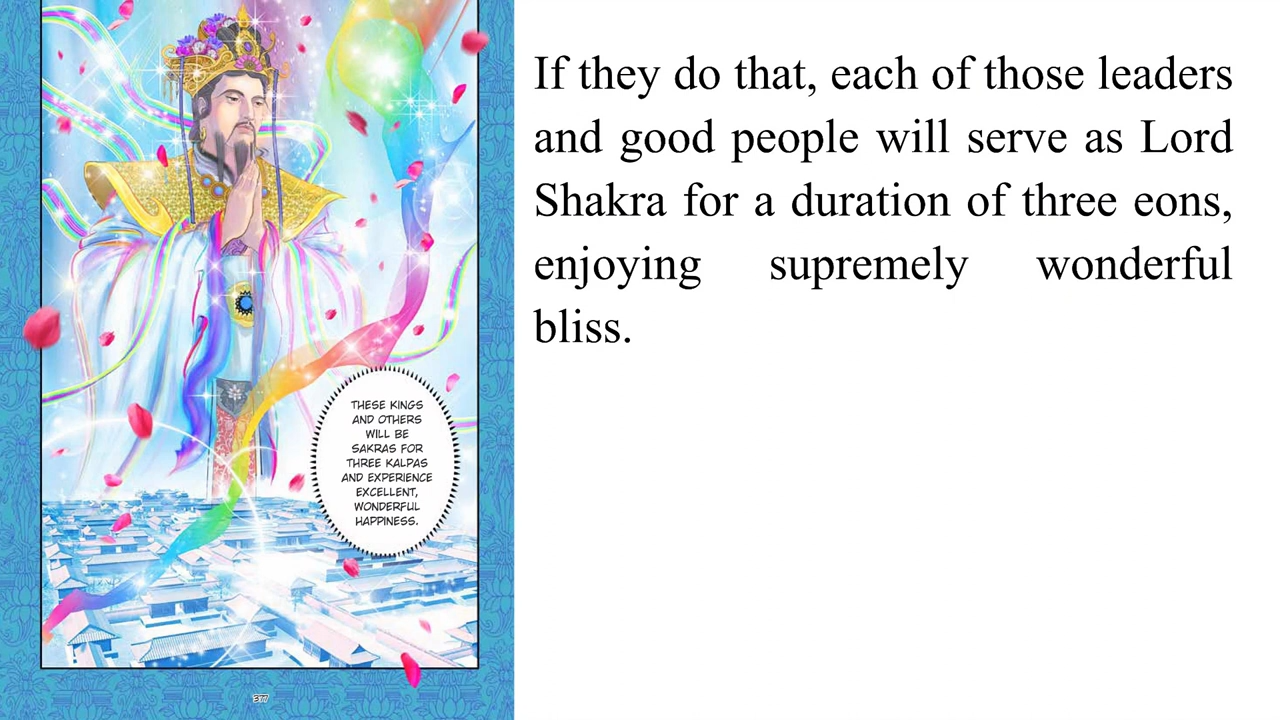 If they do that, each of those leaders
and good people will serve as Lord
Shakra for a duration of three eons,
enjoying supremely wonderful
bliss.
THESE KINGS
AND OTHERS
WILL BE
SAKRAS FOR
THREE KALPAS
AND EXPERIENCE
EXCELLENT,
WONDERFUL
HAPPINESS.
377